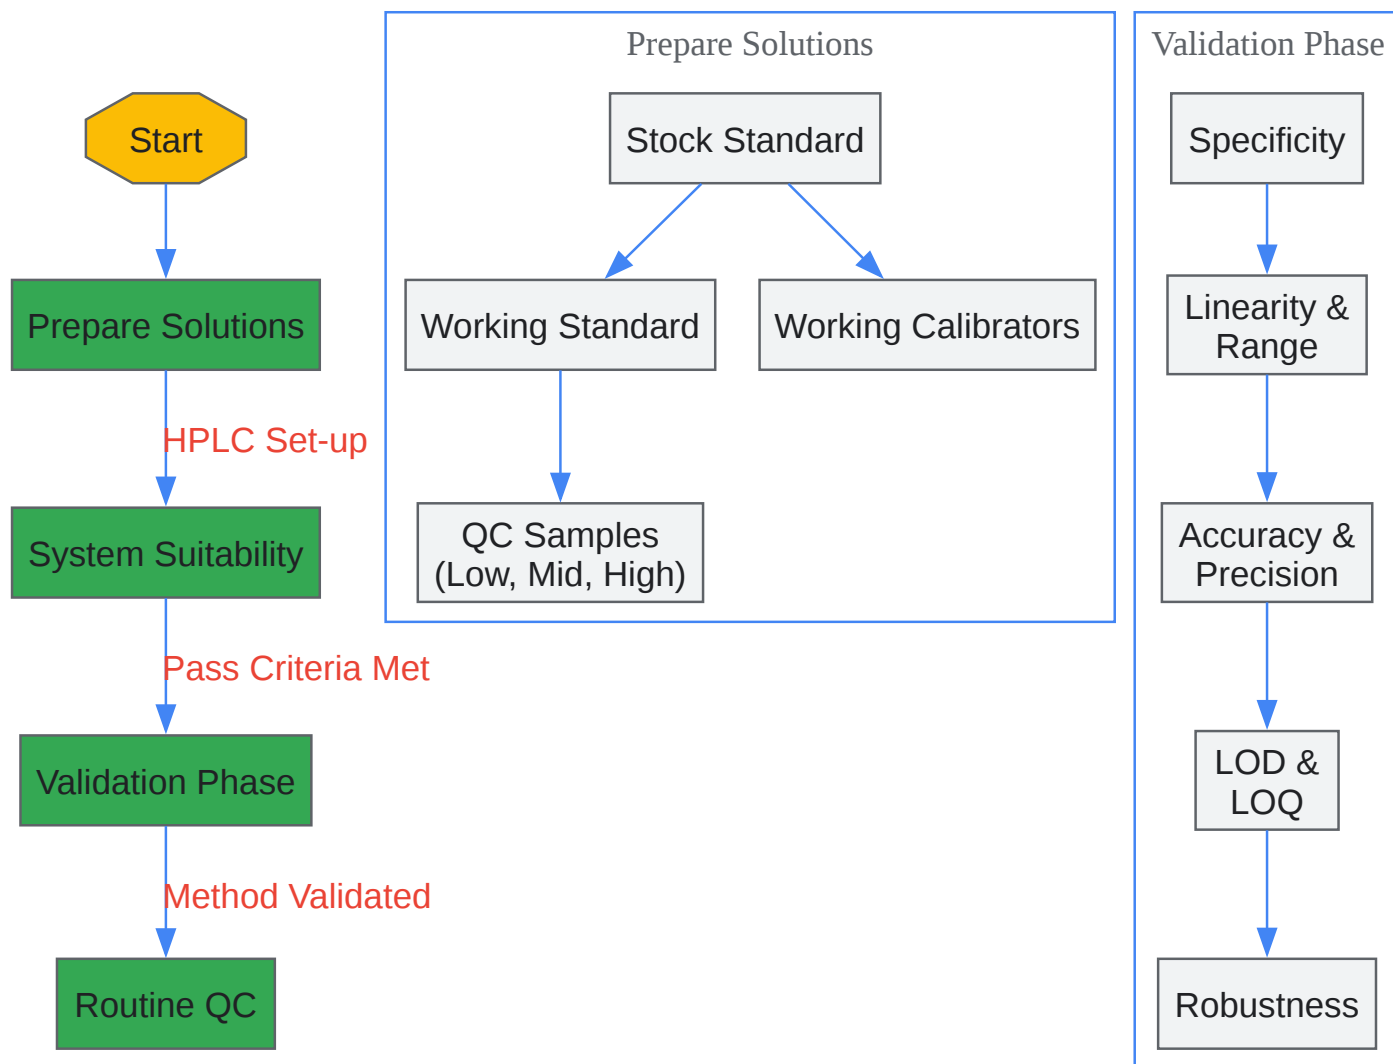 Start
Prepare Solutions
HPLC Set-up
System Suitability
Pass Criteria Met
Validation Phase
Method Validated
Routine QC
Prepare Solutions
Stock Standard
Working Standard
Working Calibrators
QC Samples
(Low, Mid, High)
Validation Phase
Specificity
Linearity &
Range
Accuracy &
Precision
LOD &
LOQ
Robustness